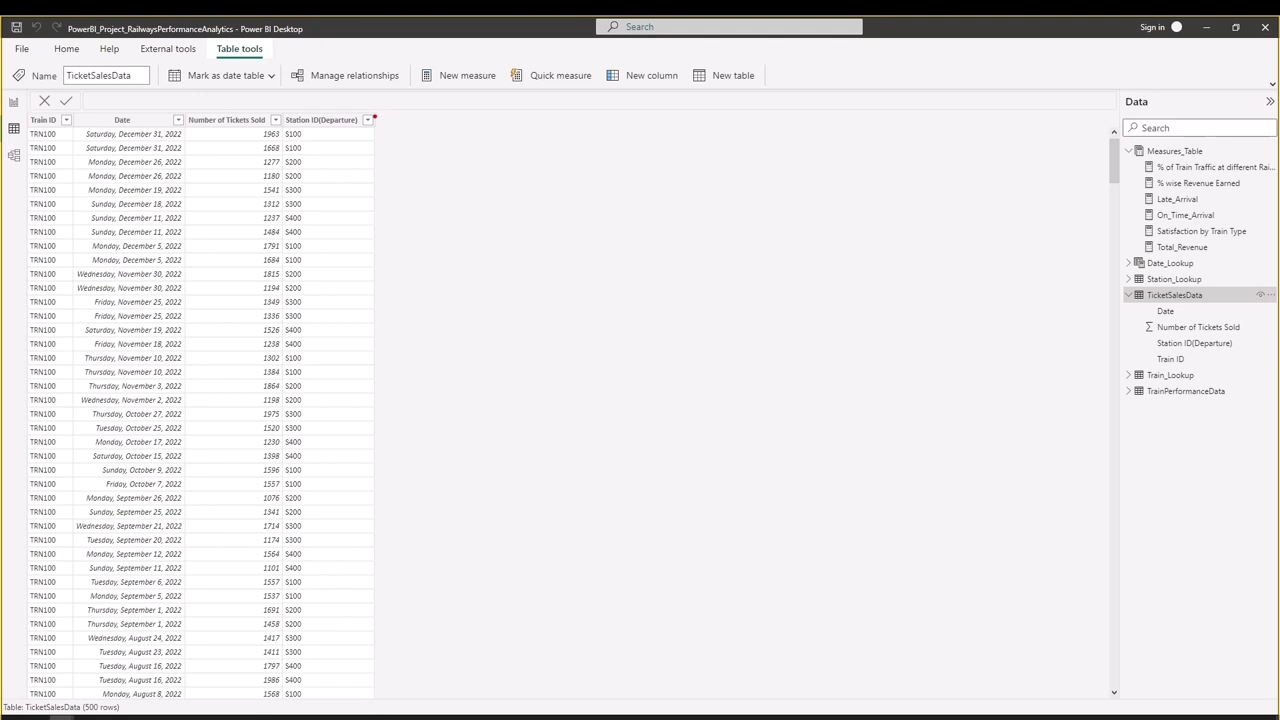 PowerBI_Project_RailwaysPerformanceAnalytics - Power BI Desktop
Search
Sign in
File Home Help External tools Table tools
Name TicketSalesData Mark as date table Manage relationships New measure Quick measure New column New table
Train ID Date Number of Tickets Sold Station ID(Departure)
TRN100 Saturday, December 31, 2022 1963 S100
TRN100 Saturday, December 31, 2022 1668 S100
TRN100 Monday, December 26, 2022 1277 S200
TRN100 Monday, December 26, 2022 1180 S200
TRN100 Monday, December 19, 2022 1541 S300
TRN100 Sunday, December 18, 2022 1312 S300
TRN100 Sunday, December 11, 2022 1237 S400
TRN100 Sunday, December 11, 2022 1484 S400
TRN100 Monday, December 5, 2022 1791 S100
TRN100 Monday, December 5, 2022 1684 S100
TRN100 Wednesday, November 30, 2022 1815 S200
TRN100 Wednesday, November 30, 2022 1194 S200
TRN100 Friday, November 25, 2022 1349 S300
TRN100 Friday, November 25, 2022 1336 S300
TRN100 Saturday, November 19, 2022 1526 S400
TRN100 Friday, November 18, 2022 1238 S400
TRN100 Thursday, November 10, 2022 1302 S100
TRN100 Thursday, November 10, 2022 1384 S100
TRN100 Thursday, November 3, 2022 1864 S200
TRN100 Wednesday, November 2, 2022 1198 S200
TRN100 Thursday, October 27, 2022 1975 S300
TRN100 Tuesday, October 25, 2022 1520 S300
TRN100 Monday, October 17, 2022 1230 S400
TRN100 Saturday, October 15, 2022 1398 S400
TRN100 Sunday, October 9, 2022 1596 S100
TRN100 Friday, October 7, 2022 1557 S100
TRN100 Monday, September 26, 2022 1076 S200
TRN100 Sunday, September 25, 2022 1341 S200
TRN100 Wednesday, September 21, 2022 1714 S300
TRN100 Tuesday, September 20, 2022 1174 S300
TRN100 Monday, September 12, 2022 1564 S400
TRN100 Sunday, September 11, 2022 1101 S400
TRN100 Tuesday, September 6, 2022 1557 S100
TRN100 Monday, September 5, 2022 1537 S100
TRN100 Thursday, September 1, 2022 1691 S200
TRN100 Thursday, September 1, 2022 1458 S200
TRN100 Wednesday, August 24, 2022 1417 S300
TRN100 Tuesday, August 23, 2022 1411 S300
TRN100 Tuesday, August 16, 2022 1797 S400
TRN100 Tuesday, August 16, 2022 1986 S400
TRN100 Monday, August 8, 2022 1568 S100
Table: TicketSalesData (500 rows)
Data
Search
Measures_Table
% of Train Traffic at different Rai...
% wise Revenue Earned
Late_Arrival
On_Time_Arrival
Satisfaction by Train Type
Total_Revenue
Date_Lookup
Station_Lookup
TicketSalesData
Date
Number of Tickets Sold
Station ID(Departure)
Train ID
Train_Lookup
TrainPerformanceData